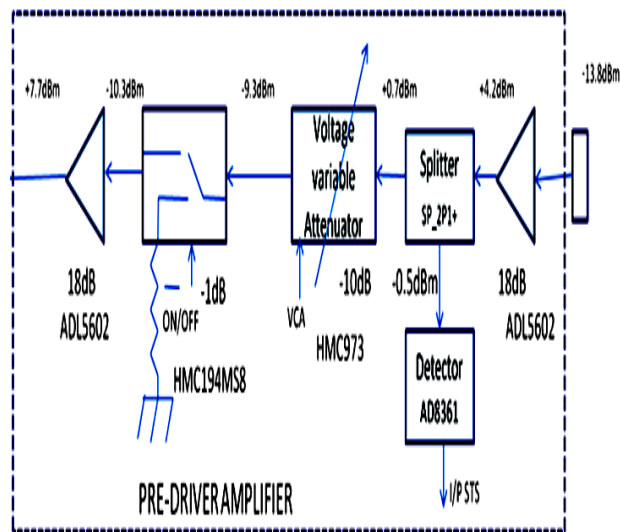 +7.7dBm
-10.3dBm
-9.3dBm
+0.7dBm
+4.2dBm
-13.8dBm
Voltage
variable
Attenuator
Splitter
SP_2P1+
18dB
ADL5602
-1dB
ON/OFF
HMC194MS8
VCA
-10dB
HMC973
-0.5dBm
18dB
ADL5602
Detector
AD8361
I/P STS
PRE-DRIVER AMPLIFIER